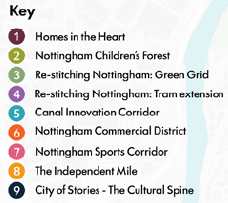 Key
1 Homes in the Heart
2 Nottingham Children's Forest
3 Re-stitching Nottingham: Green Grid
4 Re-stitching Nottingham: Tram extension
5 Canal Innovation Corridor
6 Nottingham Commercial District
7 Nottingham Sports Corridor
8 The Independent Mile
9 City of Stories - The Cultural Spine